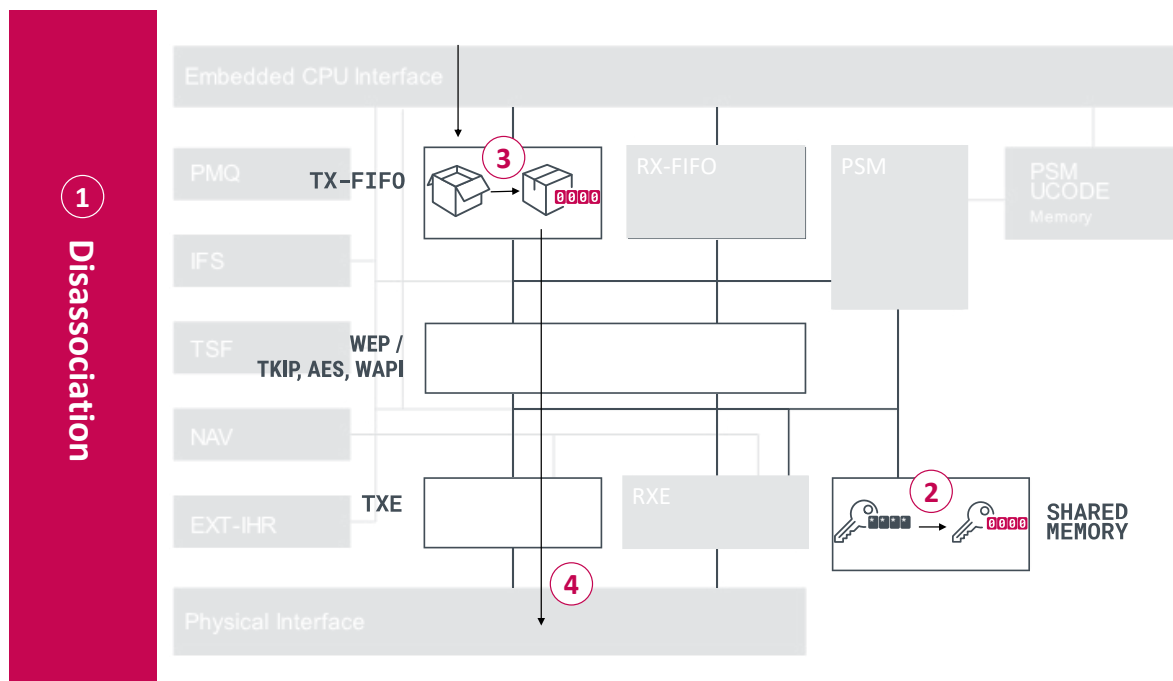 1
Disassociation
Embedded CPU Interface
PMQ
TX-FIFO
3
0000
RX-FIFO
PSM
PSM
UCODE
Memory
IFS
TSF
WEP /
TKIP, AES, WAPI
NAV
TXE
RXE
2
****
0000
SHARED
MEMORY
EXT-IHR
4
Physical Interface